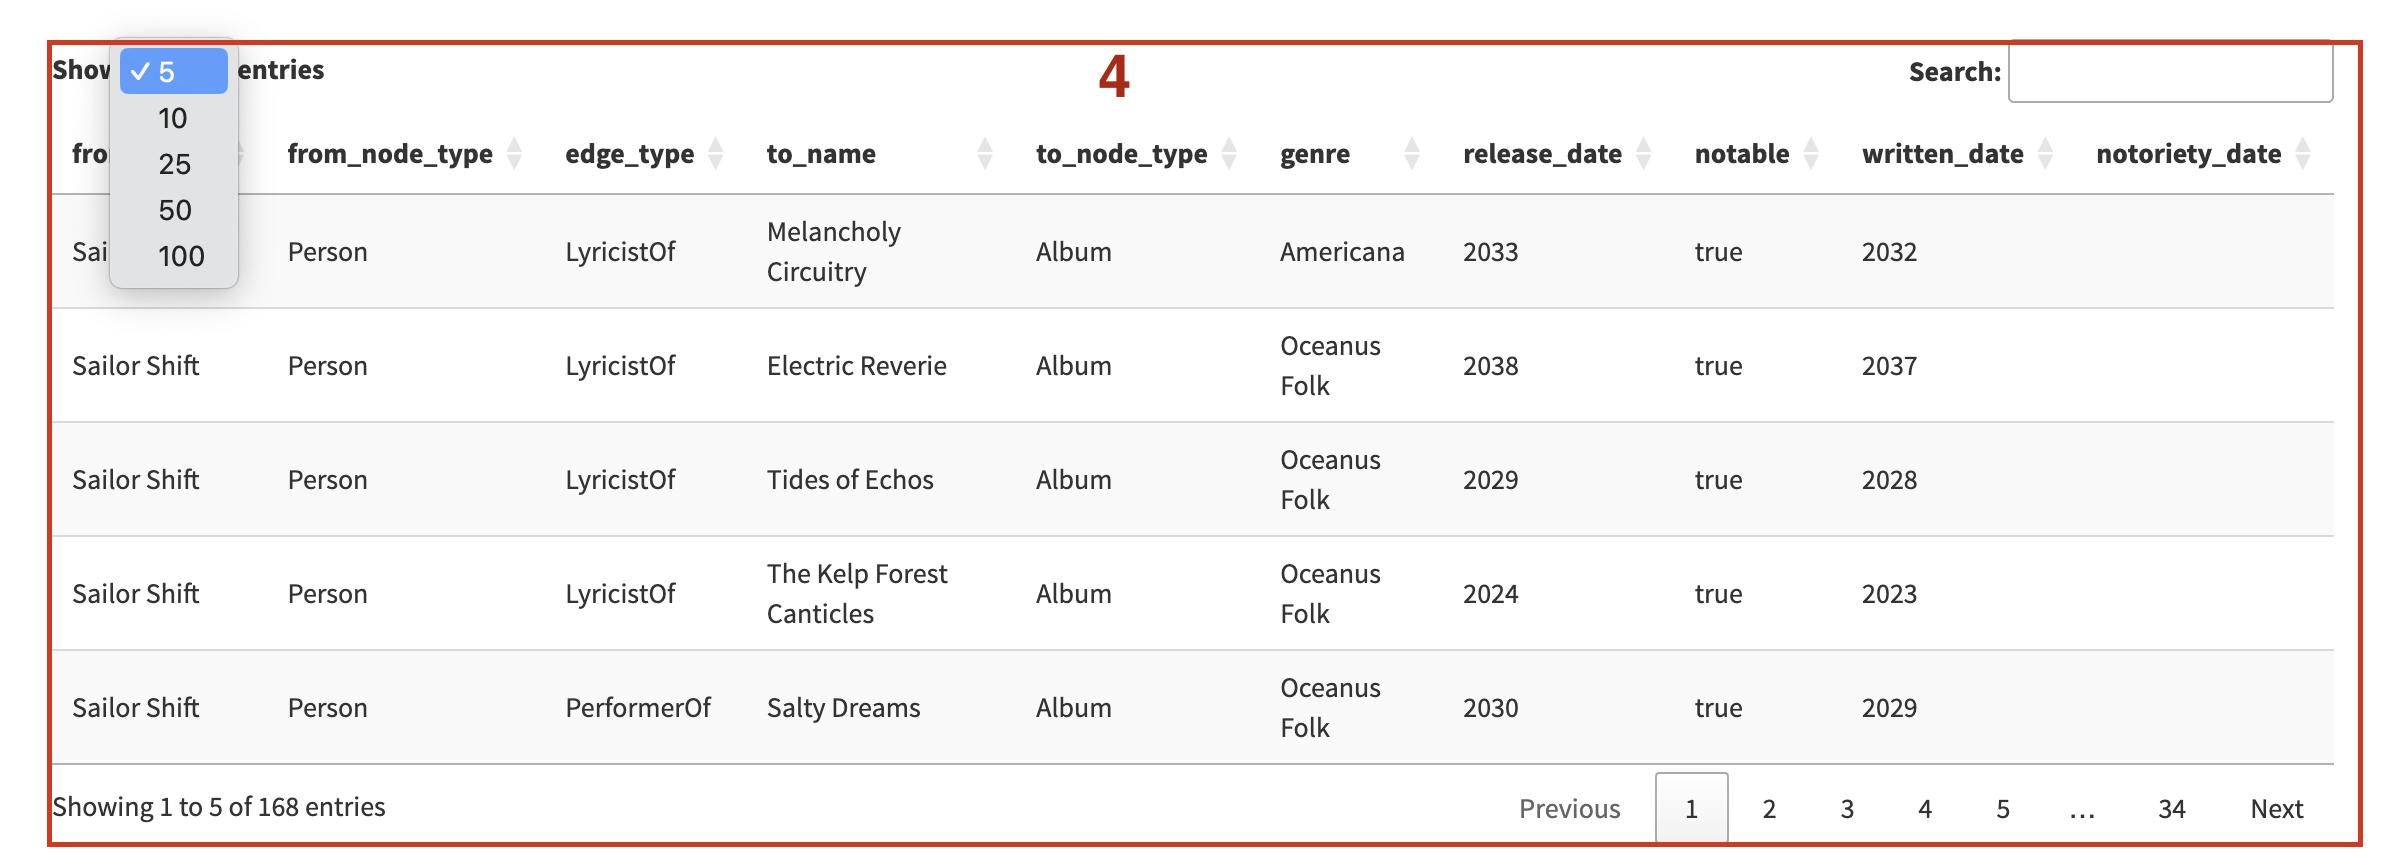 Show ✓ 5 entries
4
Search:
10
25
50
100
from_node_type edge_type to_name to_node_type genre release_date notable written_date notoriety_date
Person LyricistOf Melancholy Circuitry Album Americana 2033 true 2032
Sailor Shift Person LyricistOf Electric Reverie Album Oceanus Folk 2038 true 2037
Sailor Shift Person LyricistOf Tides of Echos Album Oceanus Folk 2029 true 2028
Sailor Shift Person LyricistOf The Kelp Forest Canticles Album Oceanus Folk 2024 true 2023
Sailor Shift Person PerformerOf Salty Dreams Album Oceanus Folk 2030 true 2029
Showing 1 to 5 of 168 entries
Previous 1 2 3 4 5 … 34 Next